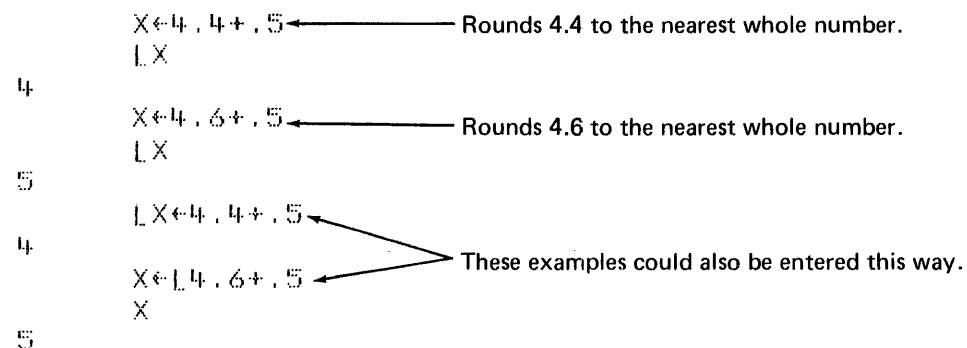 X←4.4+.5 Rounds 4.4 to the nearest whole number.
⌊X
4
X←4.6+.5 Rounds 4.6 to the nearest whole number.
⌊X
5
⌊X←4.4+.5
4
These examples could also be entered this way.
X←⌊4.6+.5
X
5